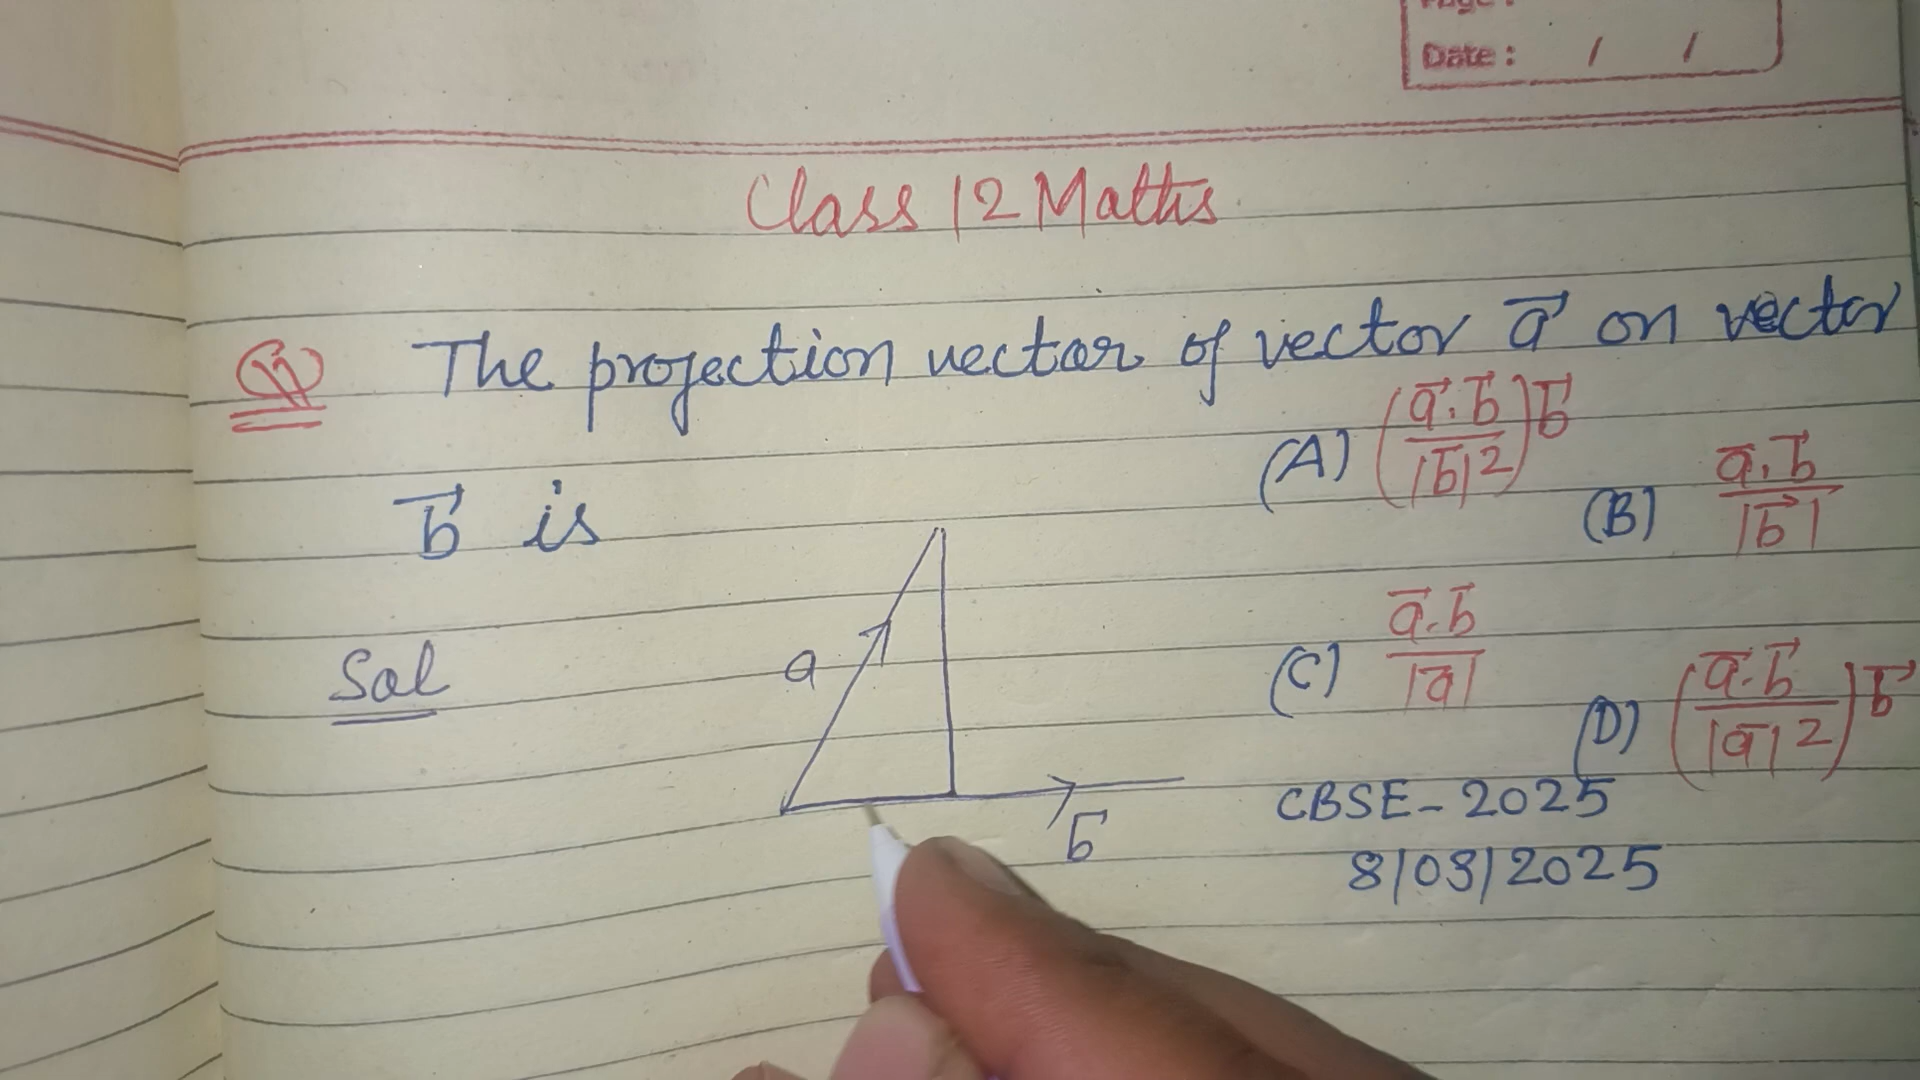 Page :
Date : / /
Class 12 Maths
Q The projection vector of vector a⃗ on vector
b⃗ is
(A) (a⃗.b⃗/|b|²)b⃗
(B) a⃗.b⃗/|b⃗|
Sol
a
(C) a⃗.b⃗/|a⃗|
(D) (a⃗.b⃗/|a⃗|²)b⃗
b⃗
CBSE - 2025
8/03/2025